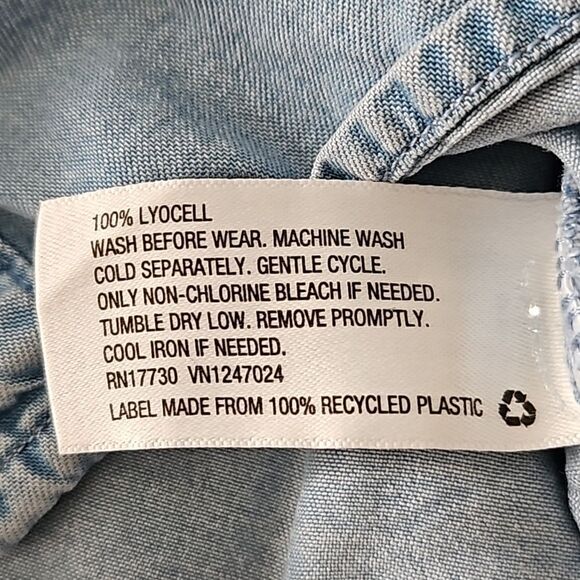 100% LYOCELL
WASH BEFORE WEAR. MACHINE WASH
COLD SEPARATELY. GENTLE CYCLE.
ONLY NON-CHLORINE BLEACH IF NEEDED.
TUMBLE DRY LOW. REMOVE PROMPTLY.
COOL IRON IF NEEDED.
RN17730 VN1247024
LABEL MADE FROM 100% RECYCLED PLASTIC